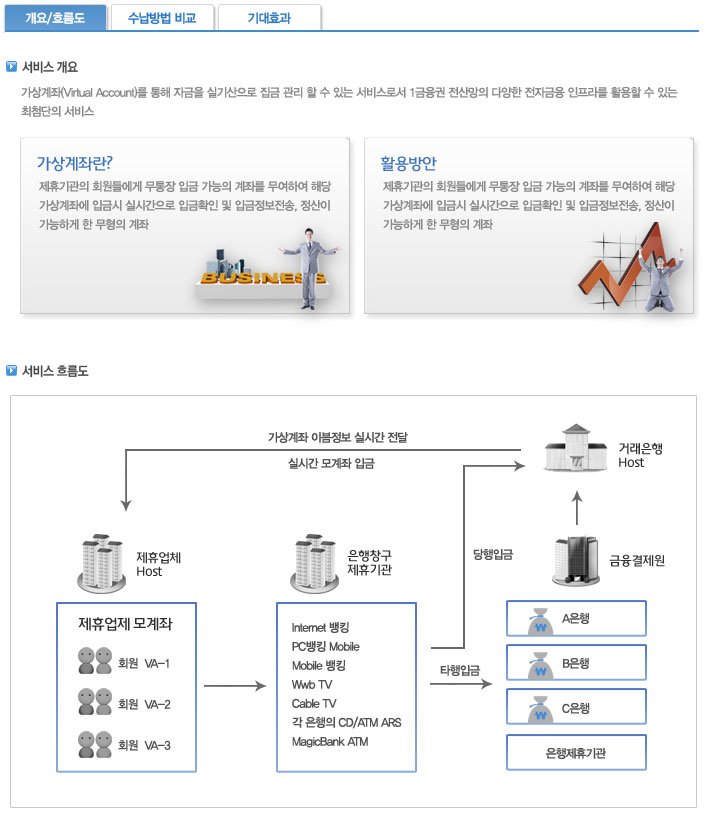 개요/흐름도
수납방법 비교
기대효과
서비스 개요
가상계좌(Virtual Account)를 통해 자금을 실기산으로 집금 관리 할 수 있는 서비스로서 1금융권 전산망의 다양한 전자금융 인프라를 활용할 수 있는
최첨단의 서비스
가상계좌란?
제휴기관의 회원들에게 무통장 입금 가능의 계좌를 무여하여 해당
가상계좌에 입금시 실시간으로 입금확인 및 입금정보전송, 정산이
가능하게 한 무형의 계좌
BUSINESS
활용방안
제휴기관의 회원들에게 무통장 입금 가능의 계좌를 무여하여 해당
가상계좌에 입금시 실시간으로 입금확인 및 입금정보전송, 정산이
가능하게 한 무형의 계좌
서비스 흐름도
가상계좌 이붐정보 실시간 전달
실시간 모계좌 입금
거래은행
Host
제휴업체
Host
은행창구
제휴기관
당행입금
금융결제원
제휴업제 모계좌
회원 VA-1
회원 VA-2
회원 VA-3
Internet 뱅킹
PC뱅킹 Mobile
Mobile 뱅킹
Wwb TV
Cable TV
각 은행의 CD/ATM ARS
MagicBank ATM
타행입금
A은행
B은행
C은행
은행제휴기관